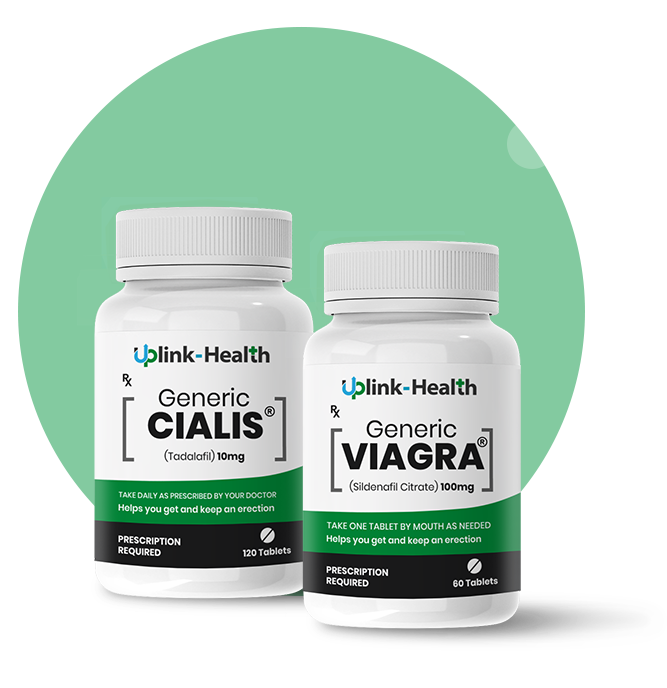 Uplink-Health
Rx
Generic
CIALIS®
(Tadalafil) 10mg
TAKE DAILY AS PRESCRIBED BY YOUR DOCTOR
Helps you get and keep an erection
PRESCRIPTION
REQUIRED
120 Tablets
Uplink-Health
Rx
Generic
VIAGRA®
(Sildenafil Citrate) 100mg
TAKE ONE TABLET BY MOUTH AS NEEDED
Helps you get and keep an erection
PRESCRIPTION
REQUIRED
60 Tablets